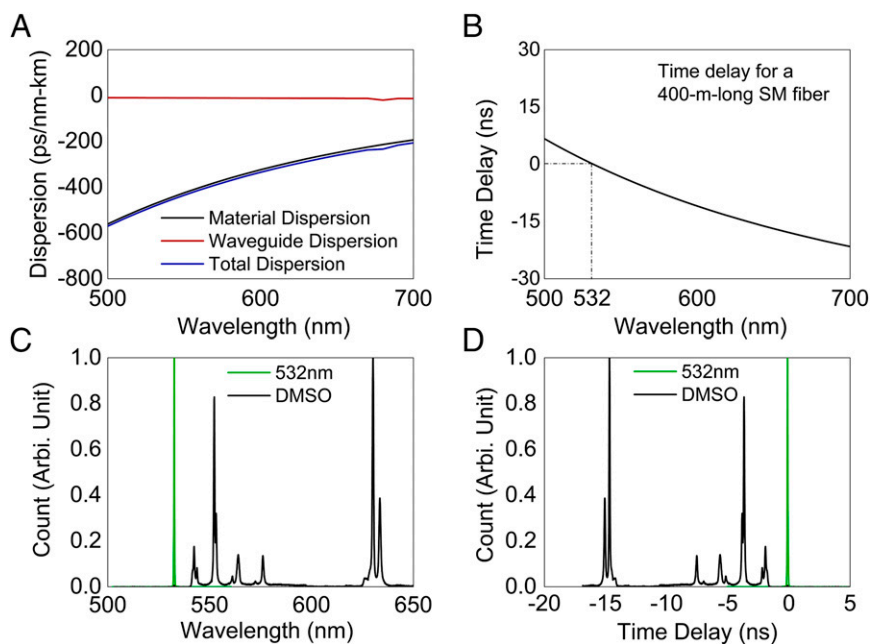 A
Dispersion (ps/nm-km)
200
0
-200
-400
-600
-800
Material Dispersion
Waveguide Dispersion
Total Dispersion
500
600
700
Wavelength (nm)
B
Time Delay (ns)
30
15
0
-15
-30
Time delay for a
400-m-long SM fiber
500
532
600
700
Wavelength (nm)
C
Count (Arbi. Unit)
1.0
0.8
0.6
0.4
0.2
0.0
532nm
DMSO
500
550
600
650
Wavelength (nm)
D
Count (Arbi. Unit)
1.0
0.8
0.6
0.4
0.2
0.0
532nm
DMSO
-20
-15
-10
-5
0
5
Time Delay (ns)